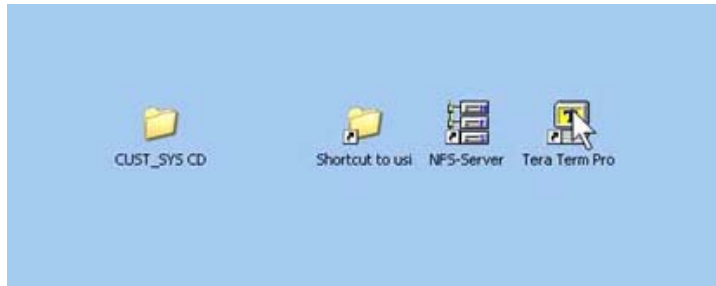 CUST_SYS CD
Shortcut to usi
NFS-Server
Tera Term Pro